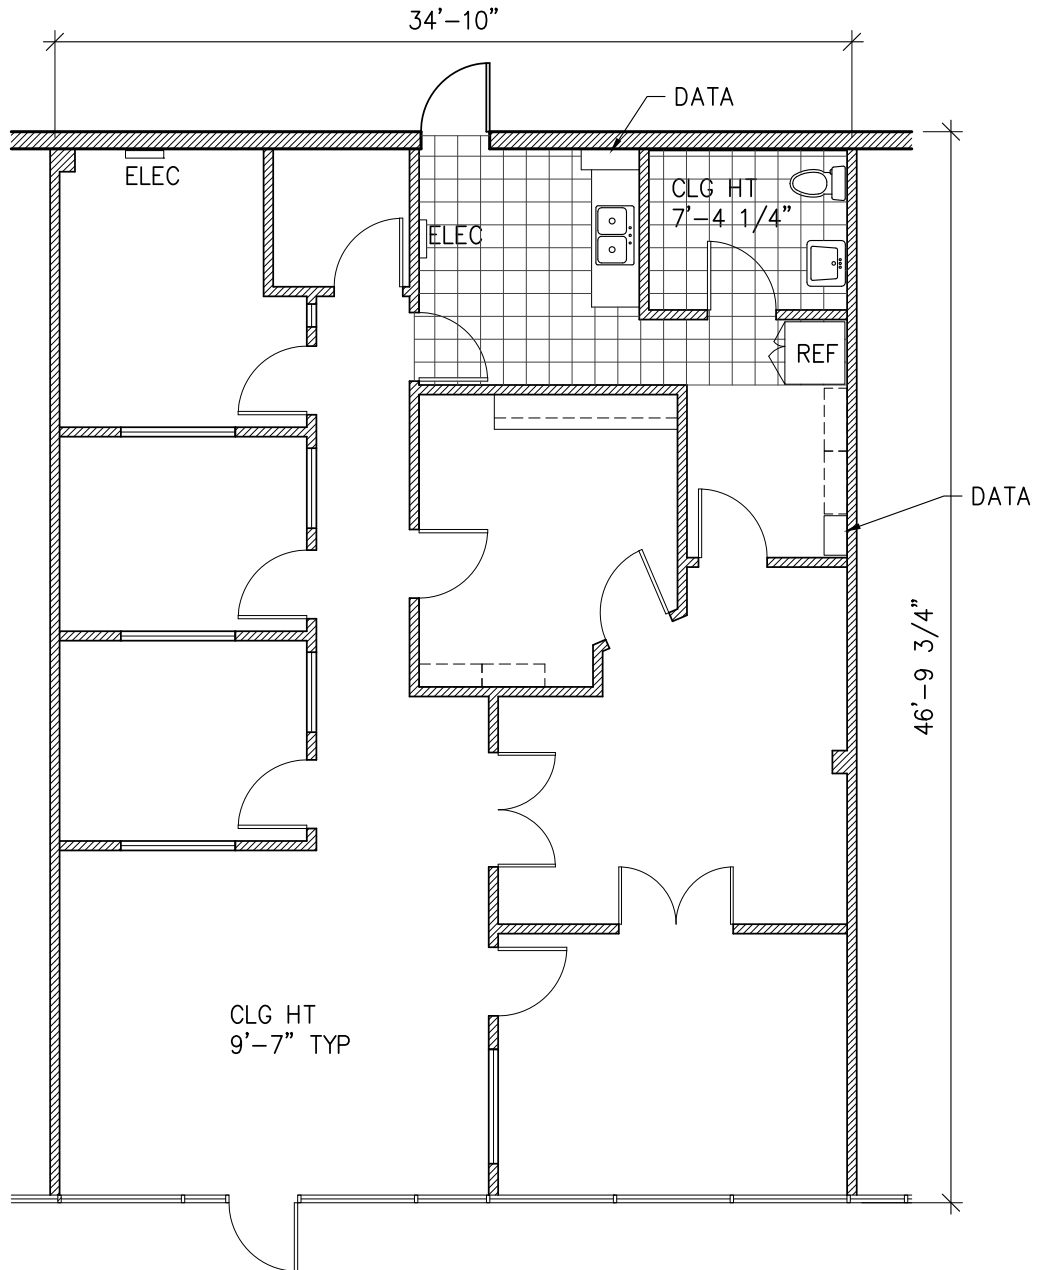 34'-10"
DATA
ELEC
CLG HT
7'-4 1/4"
ELEC
REF
DATA
46'-9 3/4"
CLG HT
9'-7" TYP